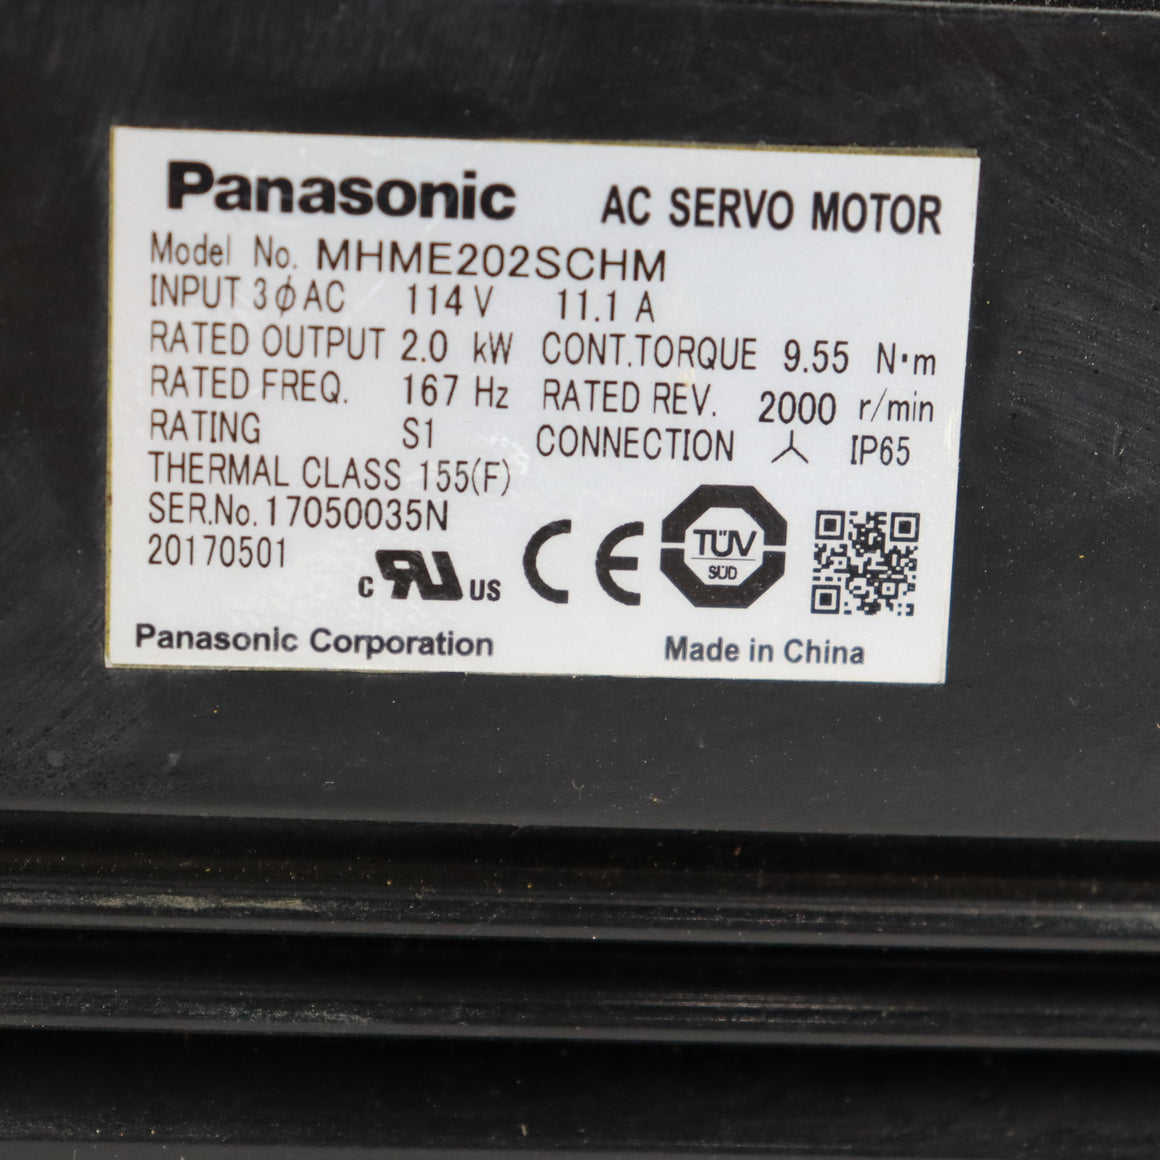 Panasonic AC SERVO MOTOR
Model No. MHME202SCHM
INPUT 3ϕAC 114 V 11.1 A
RATED OUTPUT 2.0 kW CONT.TORQUE 9.55 N·m
RATED FREQ. 167 Hz RATED REV. 2000 r/min
RATING S1 CONNECTION IP65
THERMAL CLASS 155(F)
SER.No.17050035N
20170501
c RU US CE TÜV SÜD
Panasonic Corporation Made in China